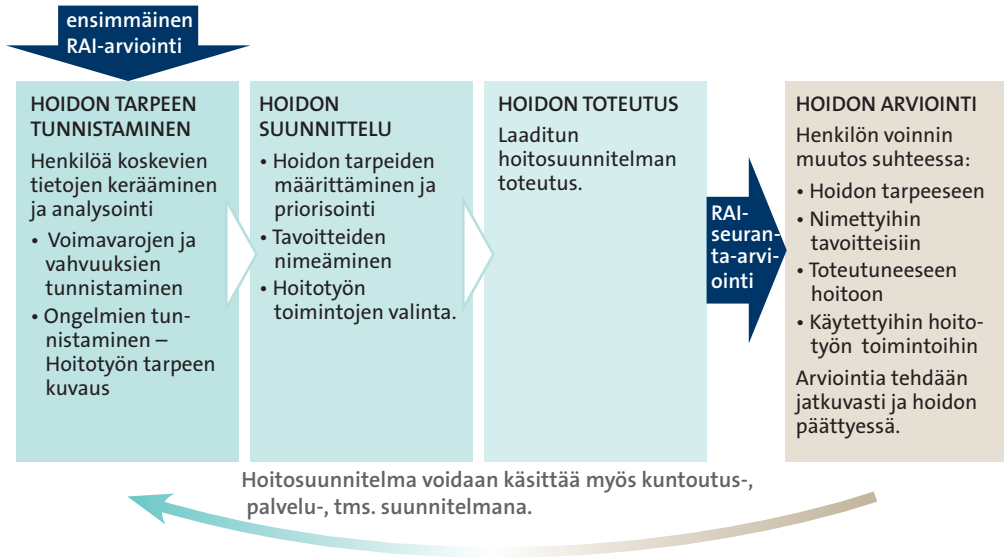 ensimmäinen
RAI-arviointi
HOIDON TARPEEN
TUNNISTAMINEN
Henkilöä koskevien
tietojen kerääminen
ja analysointi
• Voimavarojen ja
vahvuuksien
tunnistaminen
• Ongelmien tun-
nistaminen –
Hoitotyön tarpeen
kuvaus
HOIDON
SUUNNITTELU
• Hoidon tarpeiden
määrittäminen ja
priorisointi
• Tavoitteiden
nimeäminen
• Hoitotyön
toimintojen valinta.
HOIDON TOTEUTUS
Laaditun
hoitosuunnitelman
toteutus.
RAI-
seuran-
ta-arvi-
ointi
HOIDON ARVIOINTI
Henkilön voinnin
muutos suhteessa:
• Hoidon tarpeeseen
• Nimettyihin
tavoitteisiin
• Toteutuneeseen
hoitoon
• Käytettyihin hoito-
työn toimintoihin
Arviointia tehdään
jatkuvasti ja hoidon
päättyessä.
Hoitosuunnitelma voidaan käsittää myös kuntoutus-,
palvelu-, tms. suunnitelmana.